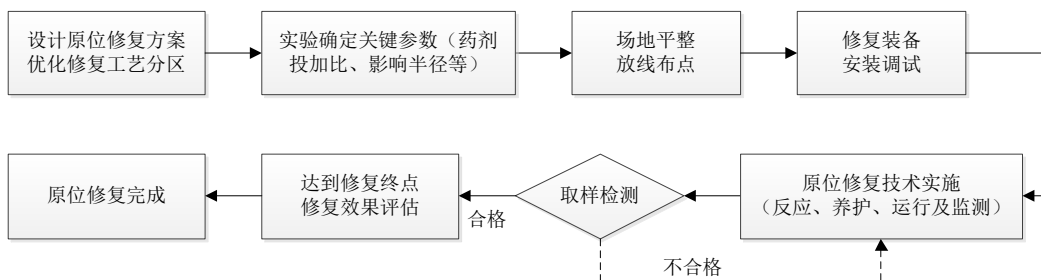 设计原位修复方案
优化修复工艺分区
实验确定关键参数（药剂
投加比、影响半径等）
场地平整
放线布点
修复装备
安装调试
原位修复完成
达到修复终点
修复效果评估
合格
取样检测
原位修复技术实施
（反应、养护、运行及监测）
不合格